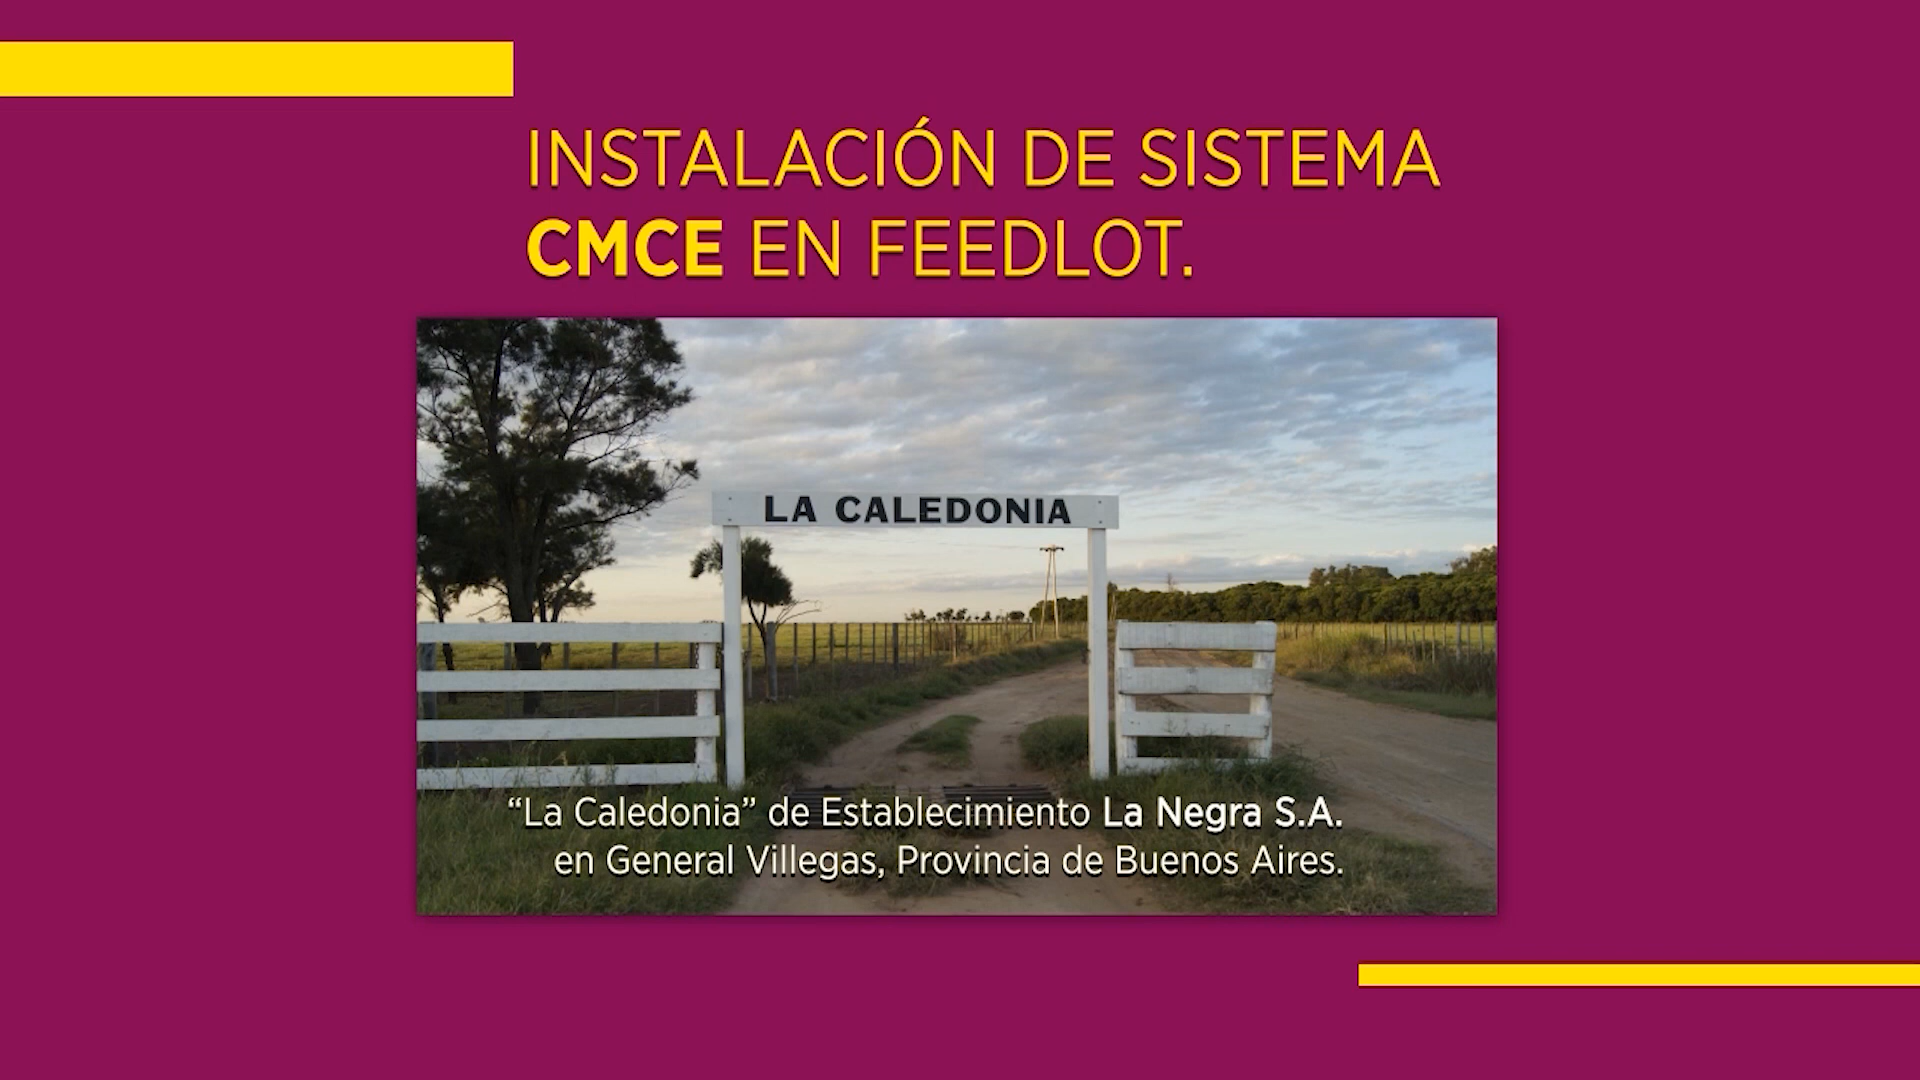 INSTALACIÓN DE SISTEMA
CMCE EN FEEDLOT.
LA CALEDONIA
“La Caledonia” de Establecimiento La Negra S.A.
en General Villegas, Provincia de Buenos Aires.